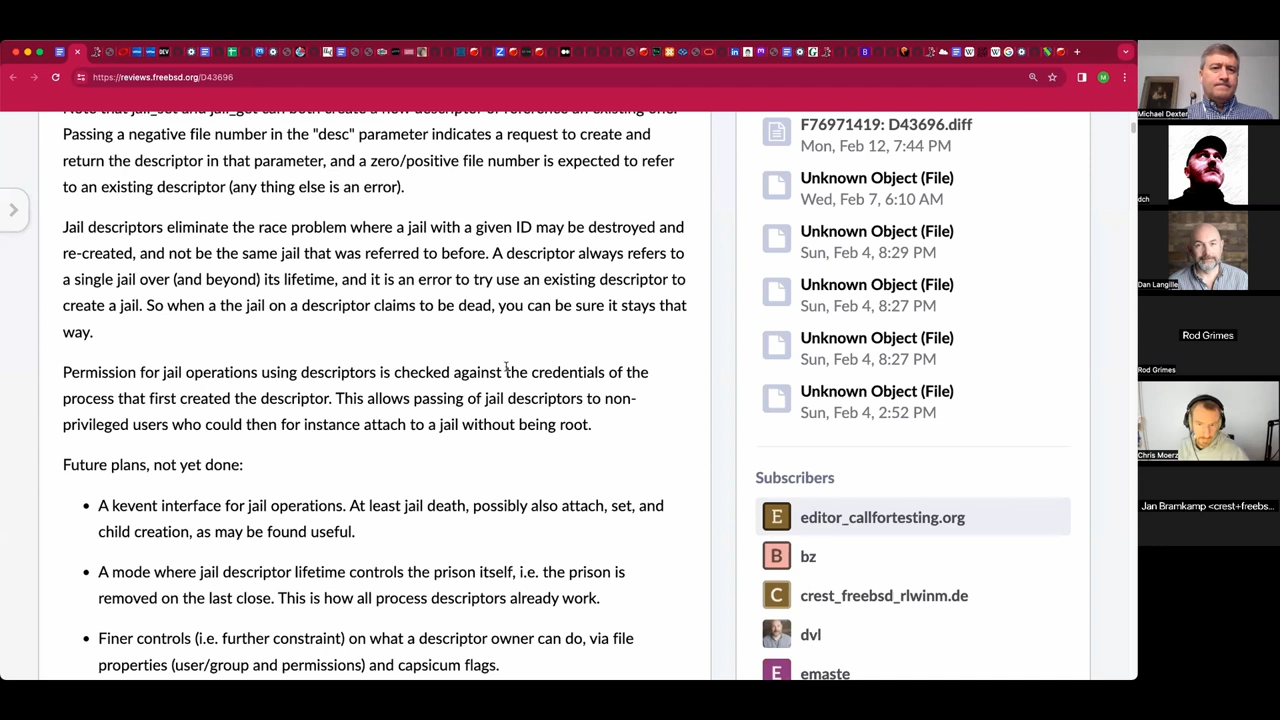 https://reviews.freebsd.org/D43696
Passing a negative file number in the "desc" parameter indicates a request to create and
return the descriptor in that parameter, and a zero/positive file number is expected to refer
to an existing descriptor (any thing else is an error).
Jail descriptors eliminate the race problem where a jail with a given ID may be destroyed and
re-created, and not be the same jail that was referred to before. A descriptor always refers to
a single jail over (and beyond) its lifetime, and it is an error to try use an existing descriptor to
create a jail. So when a the jail on a descriptor claims to be dead, you can be sure it stays that
way.
Permission for jail operations using descriptors is checked against the credentials of the
process that first created the descriptor. This allows passing of jail descriptors to non-
privileged users who could then for instance attach to a jail without being root.
Future plans, not yet done:
• A kevent interface for jail operations. At least jail death, possibly also attach, set, and
child creation, as may be found useful.
• A mode where jail descriptor lifetime controls the prison itself, i.e. the prison is
removed on the last close. This is how all process descriptors already work.
• Finer controls (i.e. further constraint) on what a descriptor owner can do, via file
properties (user/group and permissions) and capsicum flags.
F76971419: D43696.diff
Mon, Feb 12, 7:44 PM
Unknown Object (File)
Wed, Feb 7, 6:10 AM
Unknown Object (File)
Sun, Feb 4, 8:29 PM
Unknown Object (File)
Sun, Feb 4, 8:27 PM
Unknown Object (File)
Sun, Feb 4, 8:27 PM
Unknown Object (File)
Sun, Feb 4, 2:52 PM
Subscribers
E editor_callfortesting.org
B bz
C crest_freebsd_rlwinm.de
dvl
E emaste
Michael Dexter
dch
Dan Langille
Rod Grimes
Rod Grimes
Chris Moerz
Jan Bramkamp <crest+freebs...